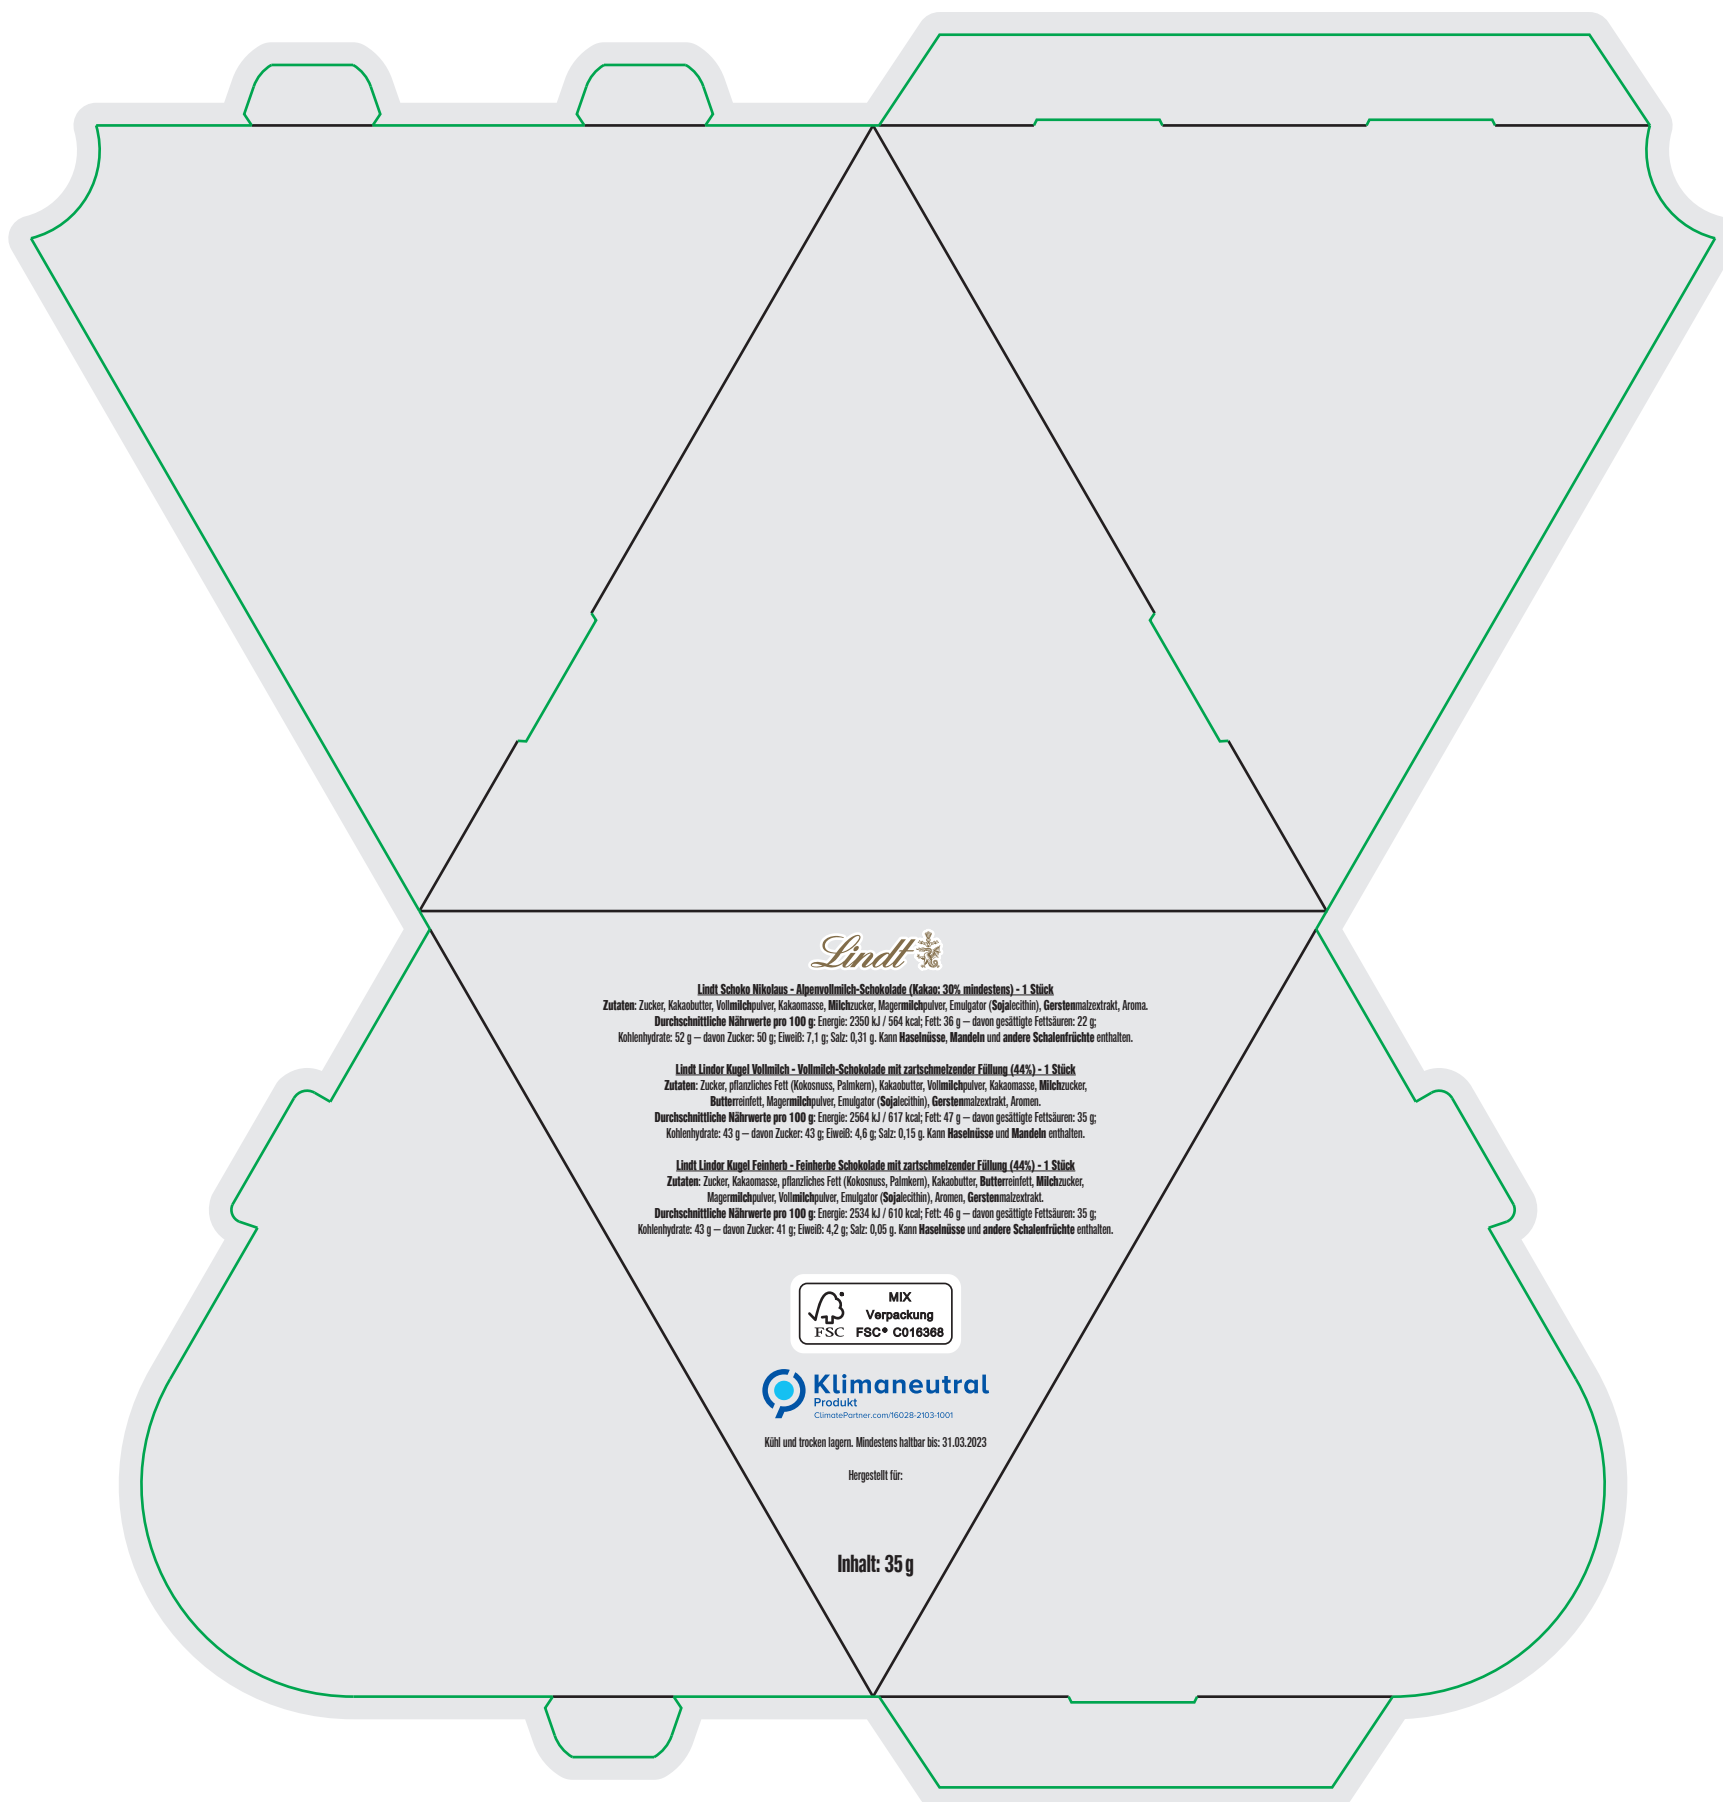 Lindt
Lindt Schoko Nikolaus - Alpenvollmilch-Schokolade (Kakao: 30% mindestens) - 1 Stück
Zutaten: Zucker, Kakaobutter, Vollmilchpulver, Kakaomasse, Milchzucker, Magermilchpulver, Emulgator (Sojalecithin), Gerstenmalzextrakt, Aroma.
Durchschnittliche Nährwerte pro 100 g: Energie: 2350 kJ / 564 kcal; Fett: 36 g – davon gesättigte Fettsäuren: 22 g;
Kohlenhydrate: 52 g – davon Zucker: 50 g; Eiweiß: 7,1 g; Salz: 0,31 g. Kann Haselnüsse, Mandeln und andere Schalenfrüchte enthalten.
Lindt Lindor Kugel Vollmilch - Vollmilch-Schokolade mit zartschmelzender Füllung (44%) - 1 Stück
Zutaten: Zucker, pflanzliches Fett (Kokosnuss, Palmkern), Kakaobutter, Vollmilchpulver, Kakaomasse, Milchzucker,
Butterreinfett, Magermilchpulver, Emulgator (Sojalecithin), Gerstenmalzextrakt, Aromen.
Durchschnittliche Nährwerte pro 100 g: Energie: 2564 kJ / 617 kcal; Fett: 47 g – davon gesättigte Fettsäuren: 35 g;
Kohlenhydrate: 43 g – davon Zucker: 43 g; Eiweiß: 4,6 g; Salz: 0,15 g. Kann Haselnüsse und Mandeln enthalten.
Lindt Lindor Kugel Feinherb - Feinherbe Schokolade mit zartschmelzender Füllung (44%) - 1 Stück
Zutaten: Zucker, Kakaomasse, pflanzliches Fett (Kokosnuss, Palmkern), Kakaobutter, Butterreinfett, Milchzucker,
Magermilchpulver, Vollmilchpulver, Emulgator (Sojalecithin), Aromen, Gerstenmalzextrakt.
Durchschnittliche Nährwerte pro 100 g: Energie: 2534 kJ / 610 kcal; Fett: 46 g – davon gesättigte Fettsäuren: 35 g;
Kohlenhydrate: 43 g – davon Zucker: 41 g; Eiweiß: 4,2 g; Salz: 0,05 g. Kann Haselnüsse und andere Schalenfrüchte enthalten.
MIX
Verpackung
FSC FSC® C016368
Klimaneutral
Produkt
ClimatePartner.com/16028-2103-1001
Kühl und trocken lagern. Mindestens haltbar bis: 31.03.2023
Hergestellt für:
Inhalt: 35 g